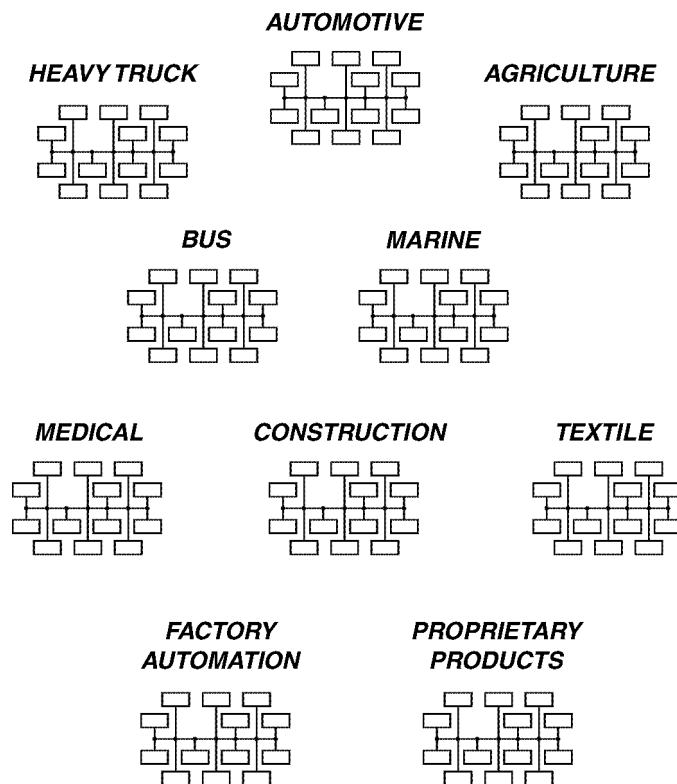 AUTOMOTIVE
HEAVY TRUCK
AGRICULTURE
BUS
MARINE
MEDICAL
CONSTRUCTION
TEXTILE
FACTORY
AUTOMATION
PROPRIETARY
PRODUCTS